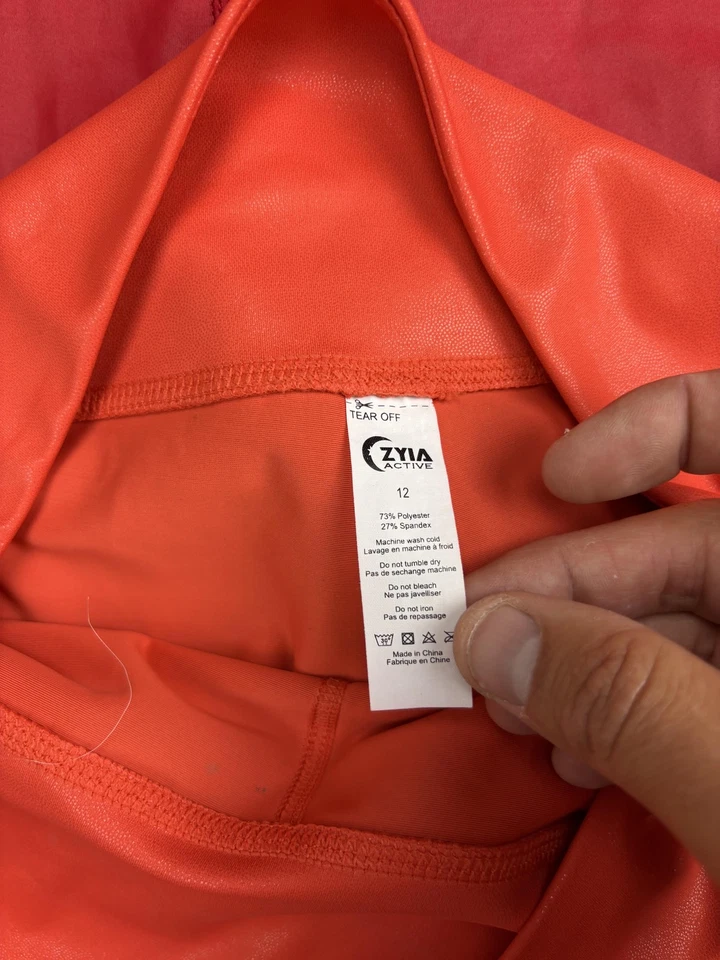 TEAR OFF
ZYIA
ACTIVE
12
73% Polyester
27% Spandex
Machine wash cold
Lavage en machine à froid
Do not tumble dry
Pas de sechange machine
Do not bleach
Ne pas javelliser
Do not iron
Pas de repassage
30°
Made in China
Fabrique en Chine